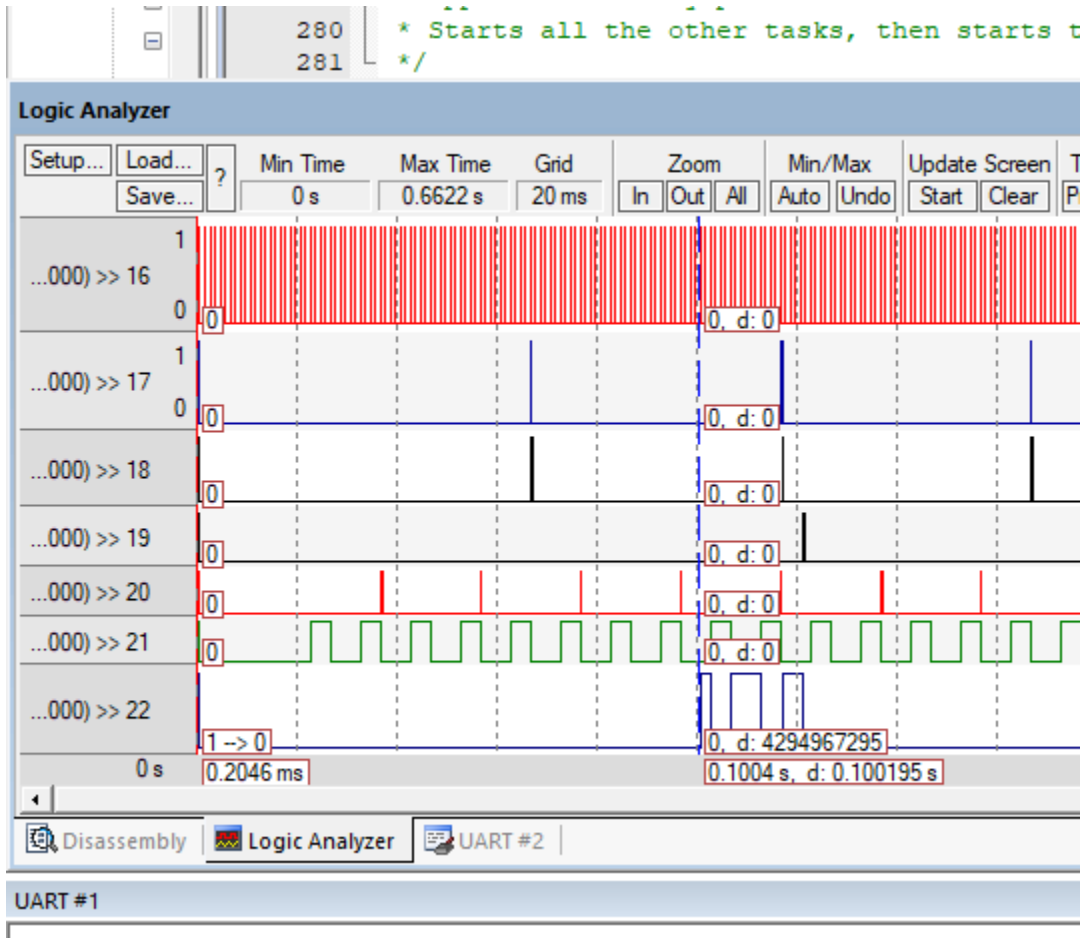 280 * Starts all the other tasks, then starts t
281 */
Logic Analyzer
Setup... Load... ? Min Time Max Time Grid Zoom Min/Max Update Screen T
Save... 0 s 0.6622 s 20 ms In Out All Auto Undo Start Clear P
1
...000) >> 16
0 0 0, d: 0
1
...000) >> 17
0 0 0, d: 0
...000) >> 18
0 0, d: 0
...000) >> 19
0 0, d: 0
...000) >> 20
0 0, d: 0
...000) >> 21
0 0, d: 0
...000) >> 22
1 --> 0 0, d: 4294967295
0 s 0.2046 ms 0.1004 s, d: 0.100195 s
Disassembly Logic Analyzer UART #2
UART #1